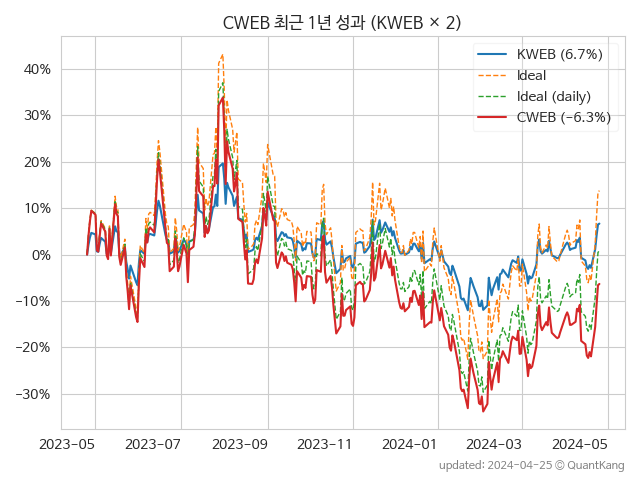 CWEB 최근 1년 성과 (KWEB × 2)
KWEB (6.7%)
Ideal
Ideal (daily)
CWEB (−6.3%)
40%
30%
20%
10%
0%
−10%
−20%
−30%
2023-05 2023-07 2023-09 2023-11 2024-01 2024-03 2024-05
updated: 2024-04-25 © QuantKang